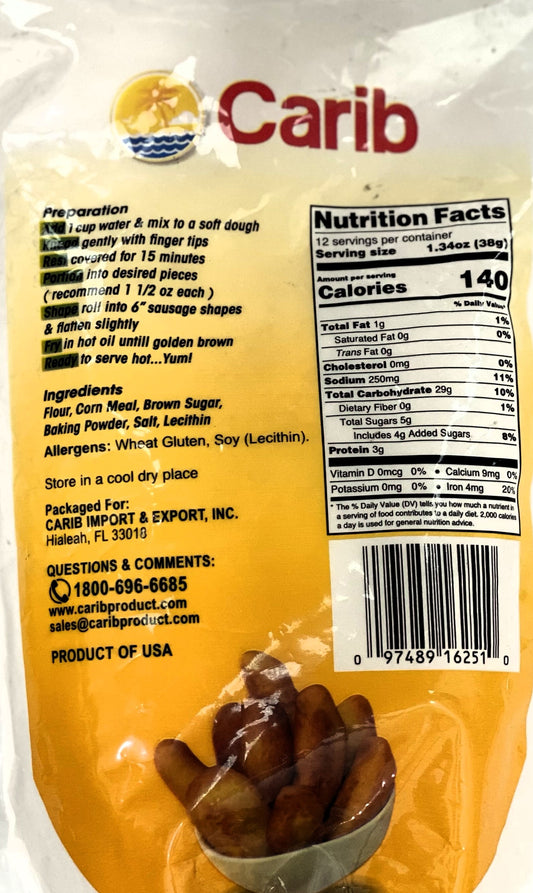 Carib
Preparation
Add 1 cup water & mix to a soft dough
Knead gently with finger tips
Rest covered for 15 minutes
Portion into desired pieces
( recommend 1 1/2 oz each )
Shape roll into 6" sausage shapes
& flatten slightly
Fry in hot oil untill golden brown
Ready to serve hot...Yum!
Ingredients
Flour, Corn Meal, Brown Sugar,
Baking Powder, Salt, Lecithin
Allergens: Wheat Gluten, Soy (Lecithin).
Store in a cool dry place
Packaged For:
CARIB IMPORT & EXPORT, INC.
Hialeah, FL 33018
QUESTIONS & COMMENTS:
1800-696-6685
www.caribproduct.com
sales@caribproduct.com
PRODUCT OF USA
Nutrition Facts
12 servings per container
Serving size 1.34oz (38g)
Amount per serving
Calories 140
% Daily Value
Total Fat 1g 1%
Saturated Fat 0g 0%
Trans Fat 0g
Cholesterol 0mg 0%
Sodium 250mg 11%
Total Carbohydrate 29g 10%
Dietary Fiber 0g 1%
Total Sugars 5g
Includes 4g Added Sugars 8%
Protein 3g
Vitamin D 0mcg 0% • Calcium 9mg 0%
Potassium 0mg 0% • Iron 4mg 20%
* The % Daily Value (DV) tells you how much a nutrient in
a serving of food contributes to a daily diet. 2,000 calories
a day is used for general nutrition advice.
0 97489 16251 0